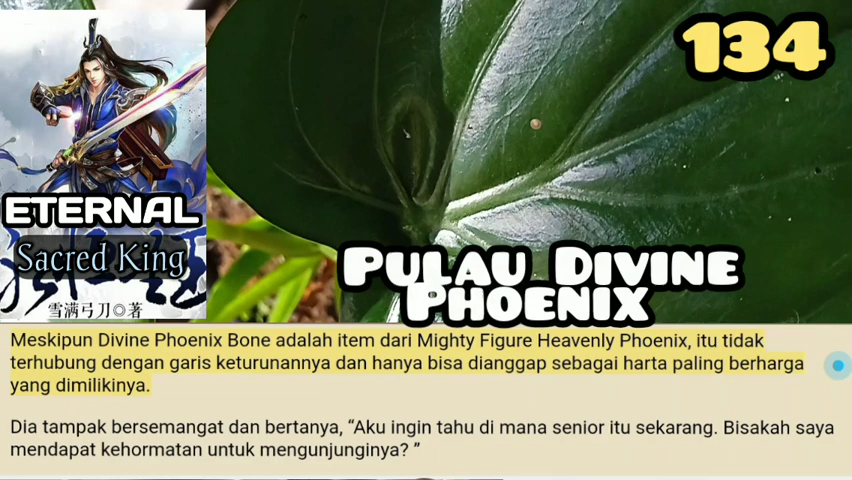 134
ETERNAL
Sacred King
雪满弓刀◎著
PULAU DIVINE
PHOENIX
Meskipun Divine Phoenix Bone adalah item dari Mighty Figure Heavenly Phoenix, itu tidak
terhubung dengan garis keturunannya dan hanya bisa dianggap sebagai harta paling berharga
yang dimilikinya.
Dia tampak bersemangat dan bertanya, “Aku ingin tahu di mana senior itu sekarang. Bisakah saya
mendapat kehormatan untuk mengunjunginya? ”